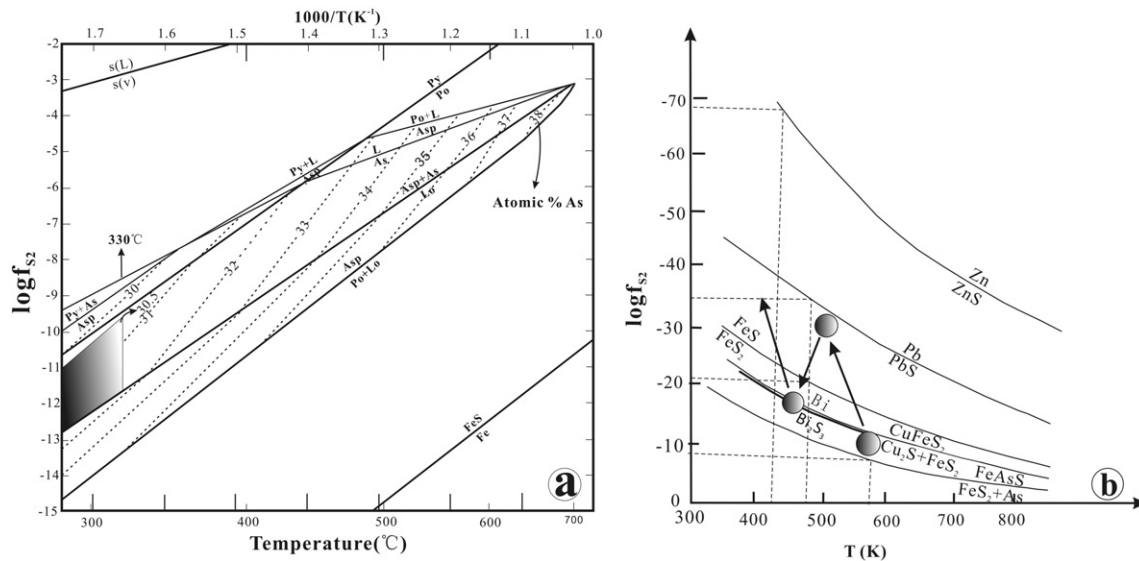 1000/T(K⁻¹)
1.7 1.6 1.5 1.4 1.3 1.2 1.1 1.0
-2
-3
-4
-5
-6
-7
-8
-9
-10
-11
-12
-13
-14
-15
logf_S2
s(L)
s(v)
Py
Po
Po+L
Asp
L
As
Py+L
Asp
Asp+As
Lo
Asp
Po+Lo
Atomic % As
330℃
Py+As
Asp
30
30.5
31
32
33
34
35
36
37
38
FeS
Fe
a
300 400 500 600 700
Temperature(℃)
-70
-60
-50
-40
-30
-20
-10
0
logf_S2
Zn
ZnS
Pb
PbS
FeS
FeS₂
Bi
Bi₂S₃
CuFeS₂
Cu₂S+FeS₂
FeAsS
FeS₂+As
b
300 400 500 600 700 800
T (K)